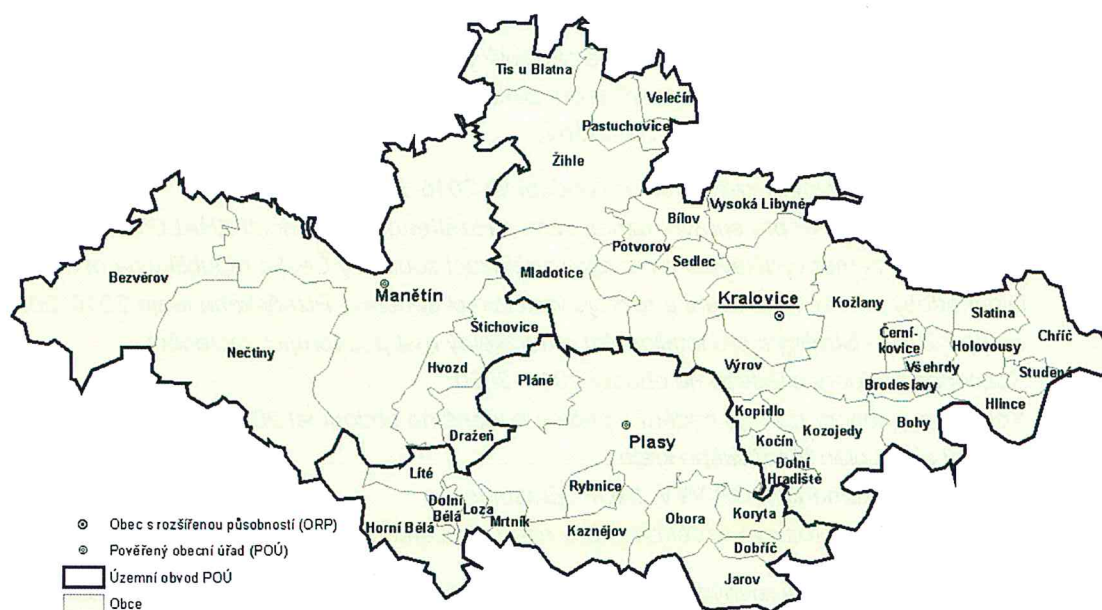 Tis u Blatna
Velečín
Pastuchovice
Žihle
Vysoká Libyně
Bílov
Potvorov
Sedlec
Bezvěrov
Mladotice
Manětín
Kralovice
Kožlany
Slatina
Štichovice
Černí-
kovice
Holovousy
Chříč
Nečtiny
Hvozd
Všehrdy
Studená
Pláně
Výrov
Brodeslavy
Hlince
Kopidlo
Dražeň
Plasy
Kočín
Kozojedy
Bohy
Líté
Dolní
Hradiště
Rybnice
Dolní
Bělá
Loza
Horní Bělá
Mrtník
Kaznějov
Obora
Koryta
Dobříč
Jarov
Obec s rozšířenou působností (ORP)
Pověřený obecní úřad (POÚ)
Územní obvod POÚ
Obce